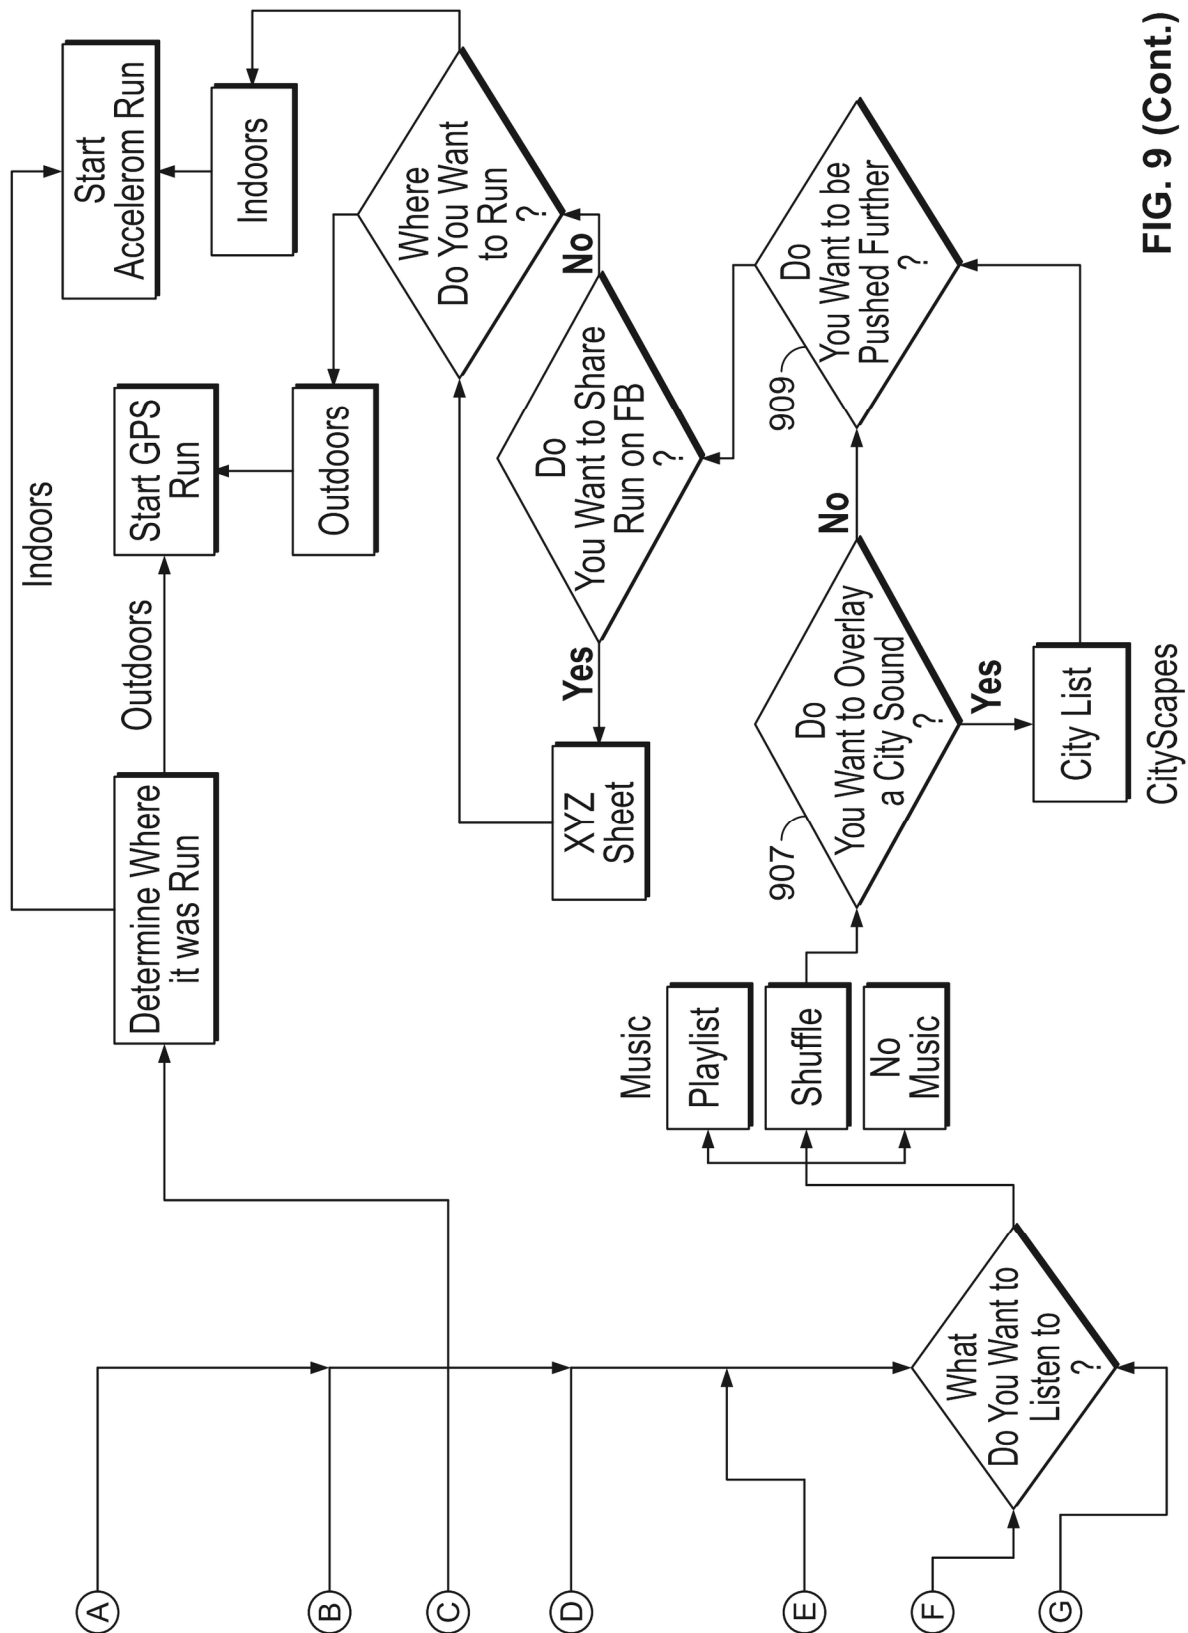 A
B
C
D
E
F
G
Determine Where
it was Run
Indoors
Outdoors
Start
Accelerom Run
Start GPS
Run
Indoors
Outdoors
Where
Do You Want
to Run
?
No
Do
You Want to Share
Run on FB
?
Yes
XYZ
Sheet
What
Do You Want to
Listen to
?
Music
Playlist
Shuffle
No
Music
907
Do
You Want to Overlay
a City Sound
?
No
Yes
City List
CityScapes
909
Do
You Want to be
Pushed Further
?
FIG. 9 (Cont.)